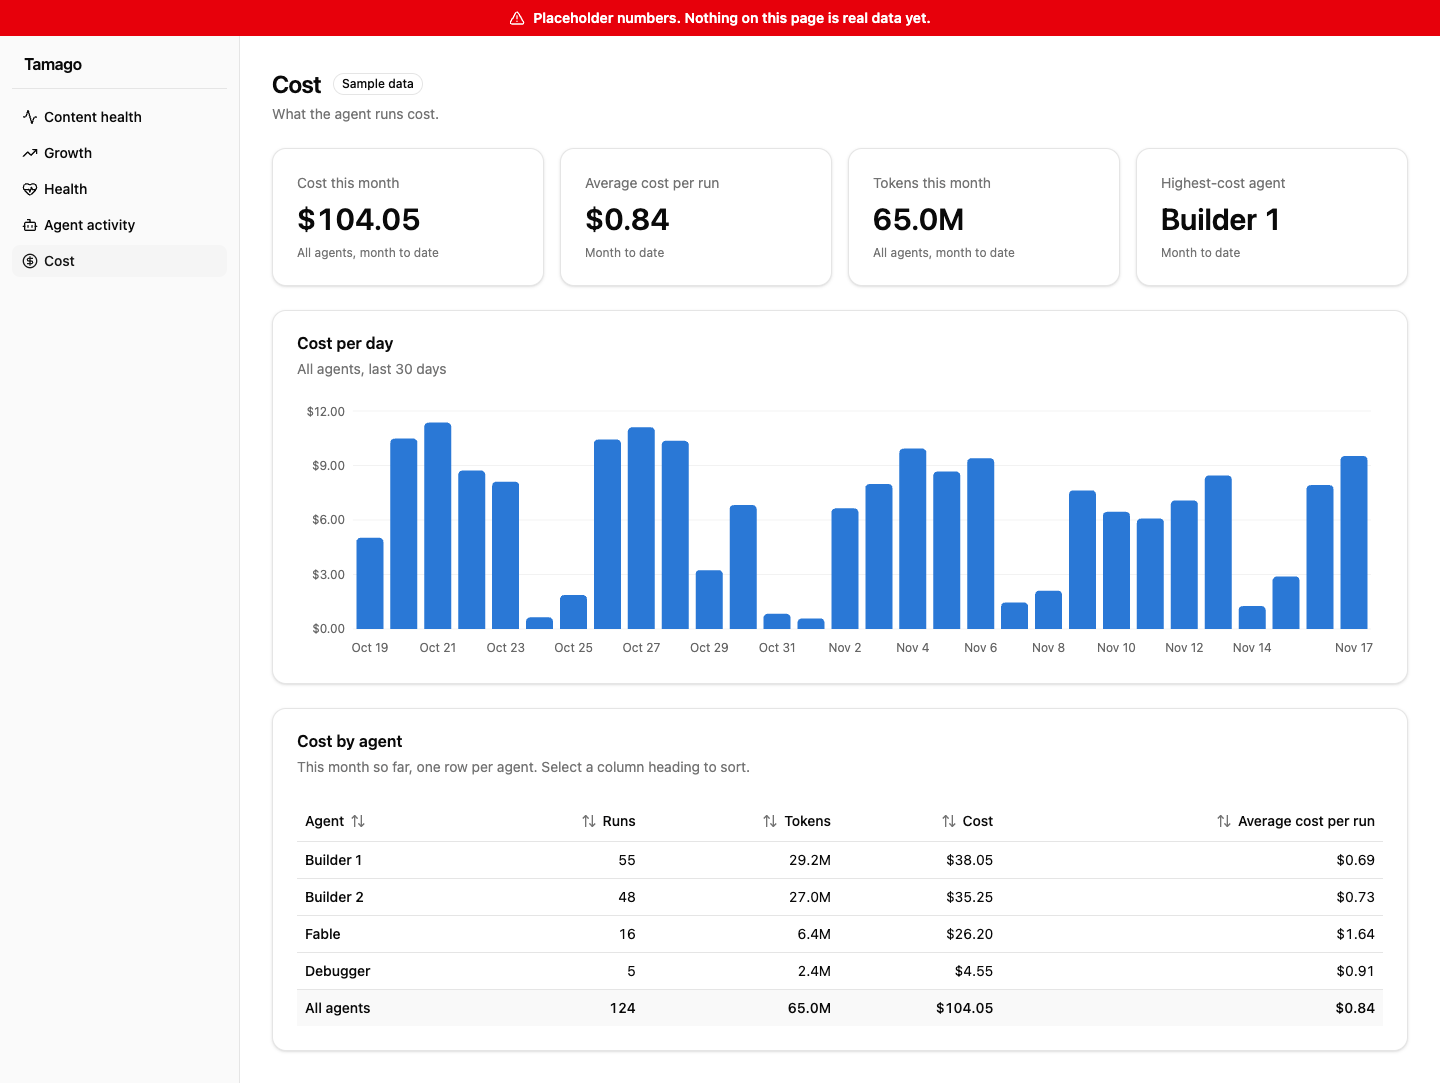 Placeholder numbers. Nothing on this page is real data yet.
Tamago
Content health
Growth
Health
Agent activity
Cost
Cost Sample data
What the agent runs cost.
Cost this month
$104.05
All agents, month to date
Average cost per run
$0.84
Month to date
Tokens this month
65.0M
All agents, month to date
Highest-cost agent
Builder 1
Month to date
Cost per day
All agents, last 30 days
$12.00
$9.00
$6.00
$3.00
$0.00
Oct 19 Oct 21 Oct 23 Oct 25 Oct 27 Oct 29 Oct 31 Nov 2 Nov 4 Nov 6 Nov 8 Nov 10 Nov 12 Nov 14 Nov 17
Cost by agent
This month so far, one row per agent. Select a column heading to sort.
Agent Runs Tokens Cost Average cost per run
Builder 1 55 29.2M $38.05 $0.69
Builder 2 48 27.0M $35.25 $0.73
Fable 16 6.4M $26.20 $1.64
Debugger 5 2.4M $4.55 $0.91
All agents 124 65.0M $104.05 $0.84